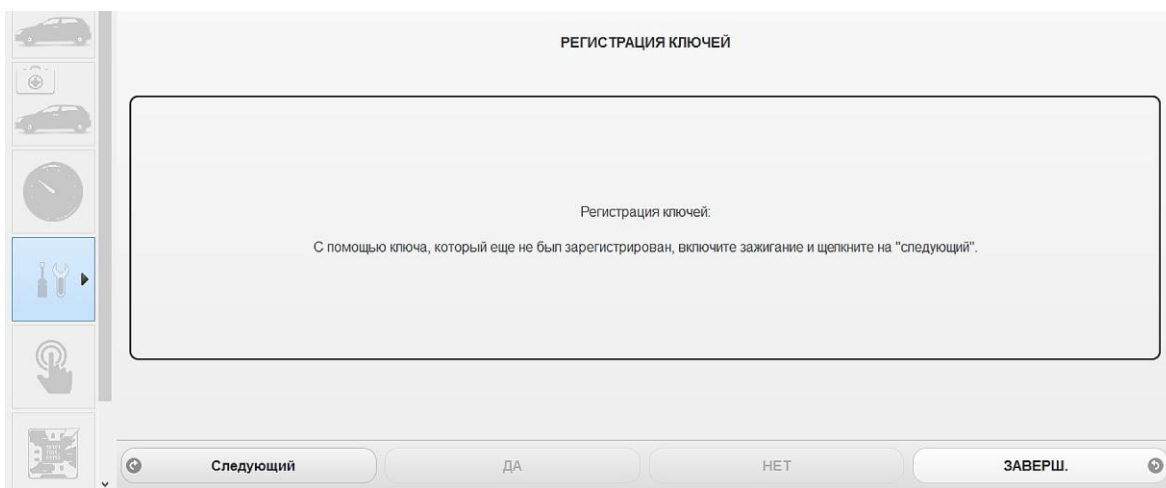 РЕГИСТРАЦИЯ КЛЮЧЕЙ
Регистрация ключей:
С помощью ключа, который еще не был зарегистрирован, включите зажигание и щелкните на "следующий".
Следующий
ДА
НЕТ
ЗАВЕРШ.